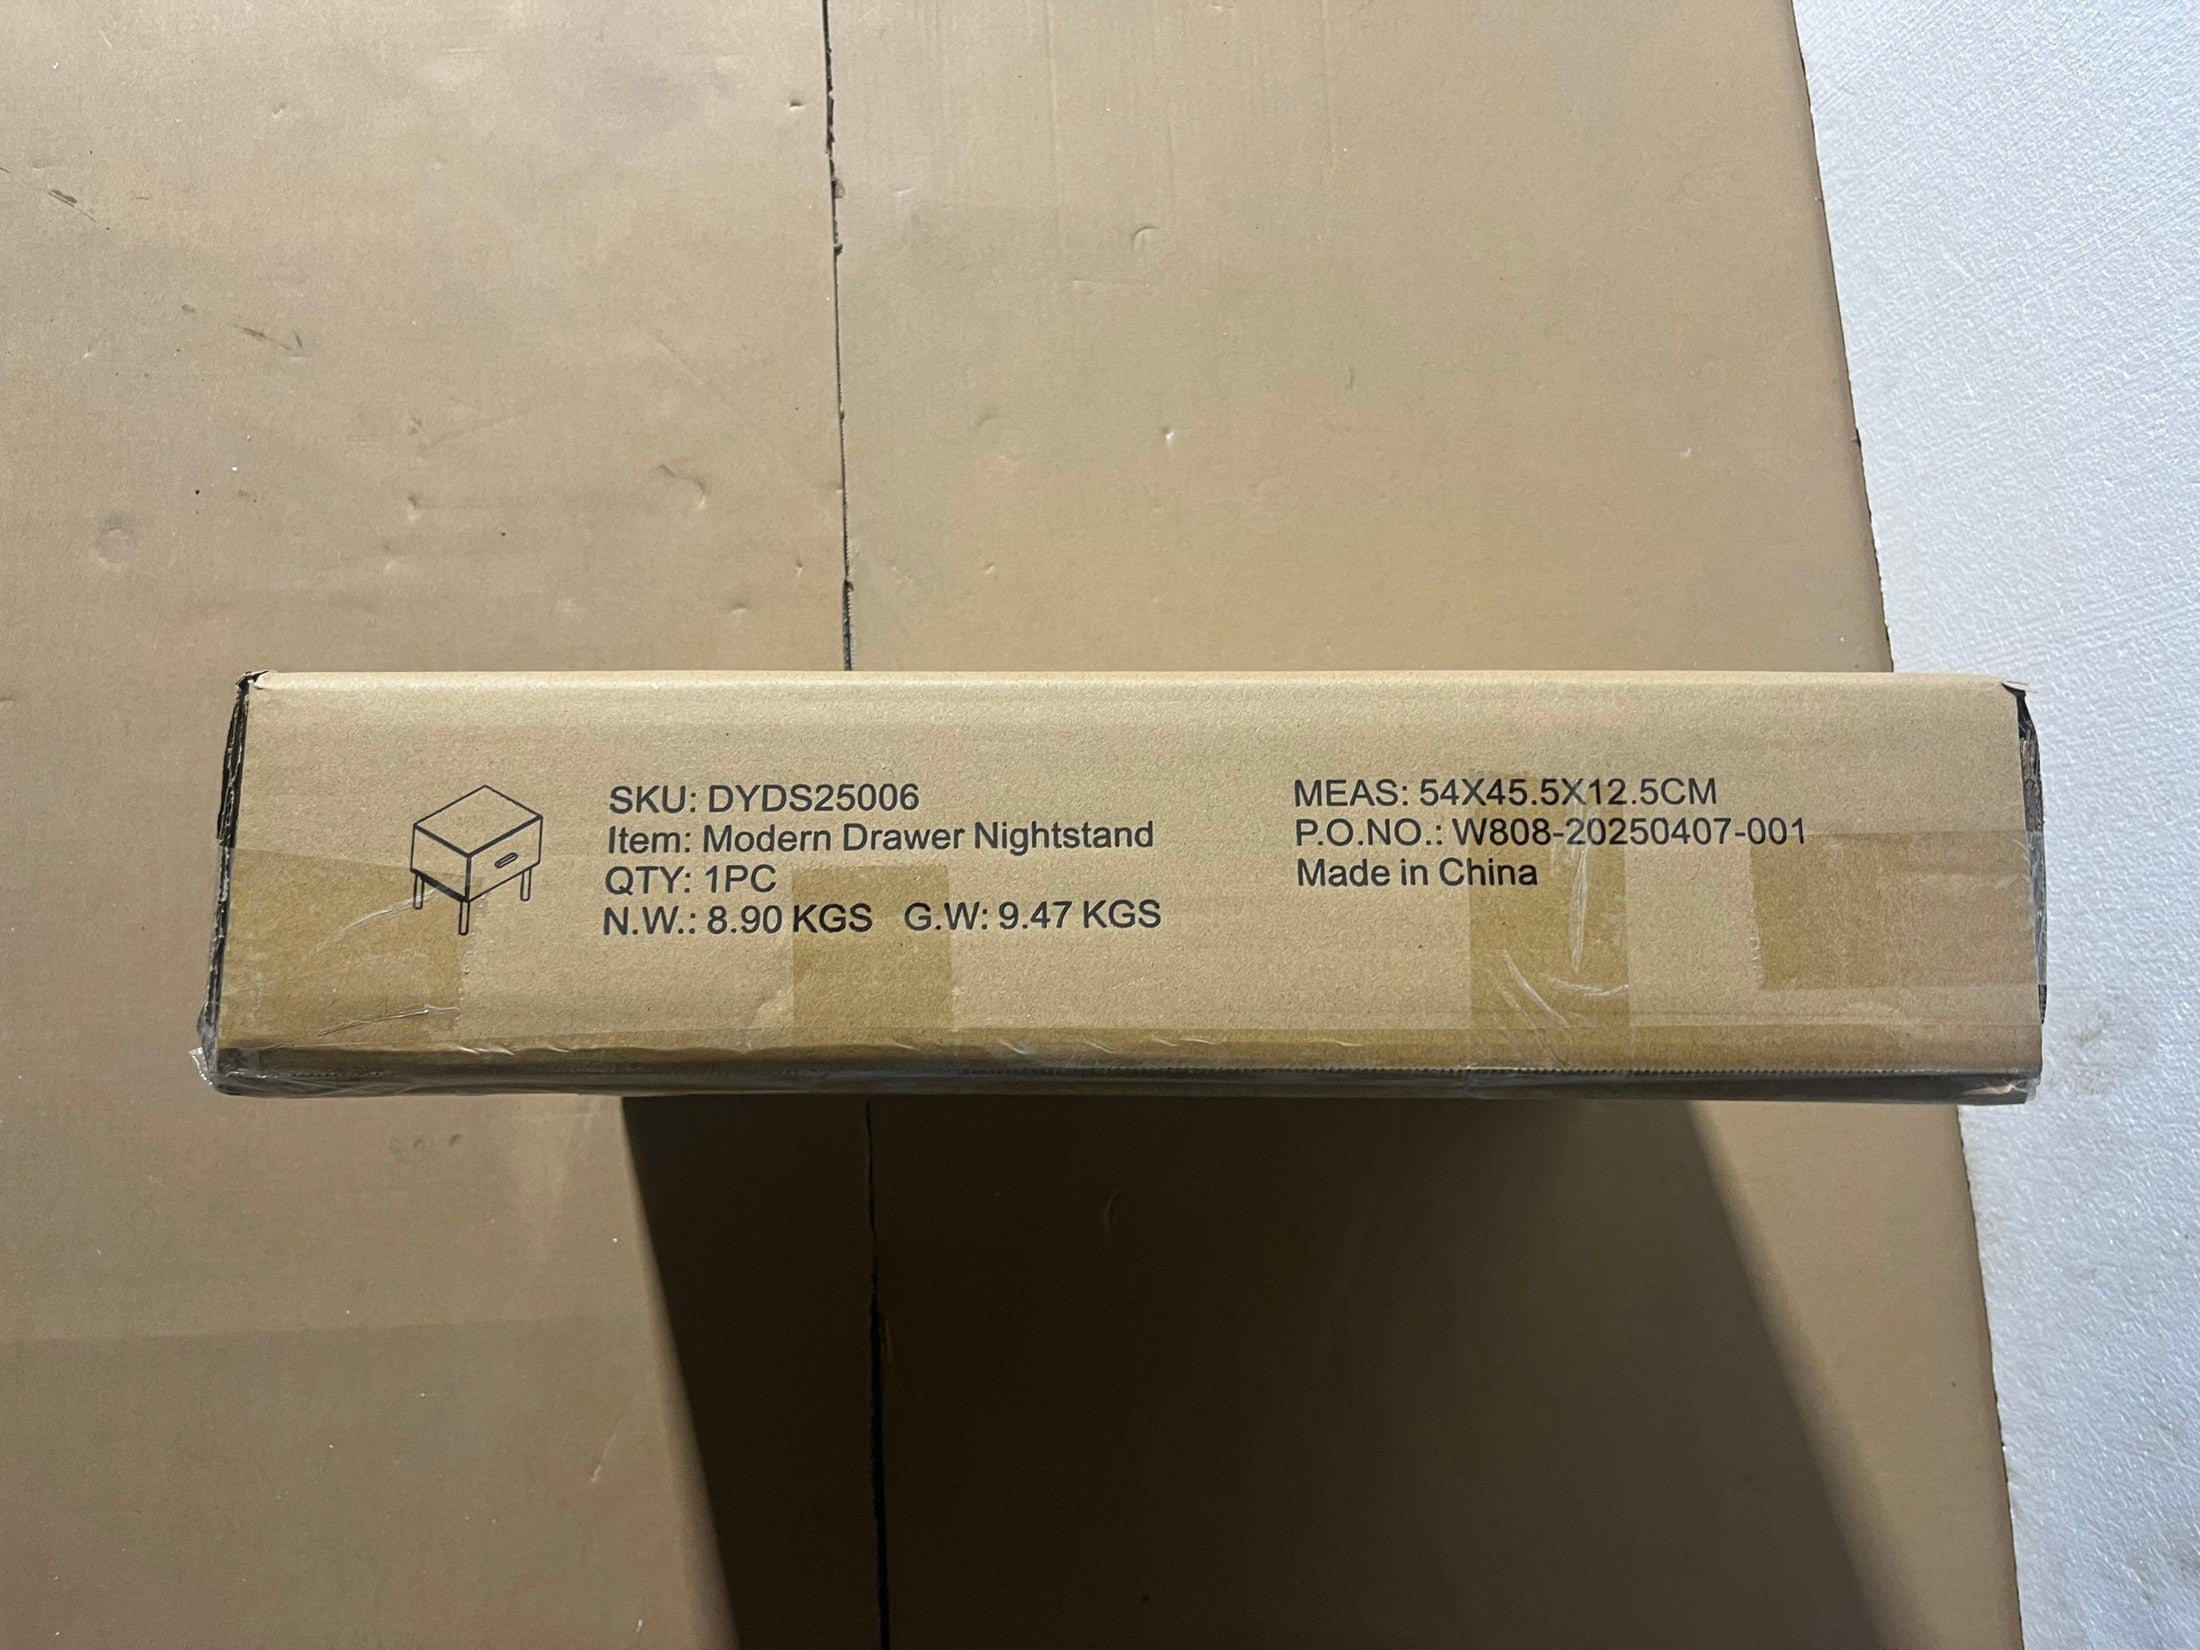 SKU: DYDS25006
Item: Modern Drawer Nightstand
QTY: 1PC
N.W.: 8.90 KGS G.W: 9.47 KGS
MEAS: 54X45.5X12.5CM
P.O.NO.: W808-20250407-001
Made in China